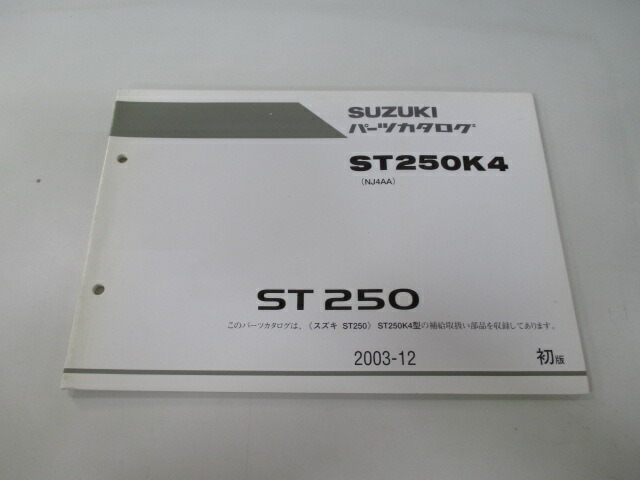 SUZUKI
パーツカタログ
ST250K4
(NJ4AA)
ST250
このパーツカタログは、(スズキ ST250) ST250K4型の補給取扱い部品を収録してあります。
2003-12
初版